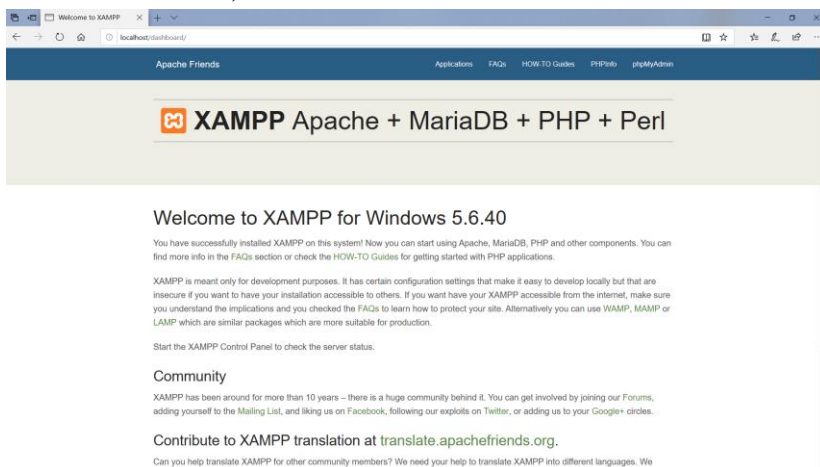 Welcome to XAMPP
localhost/dashboard/
Apache Friends
Applications FAQs HOW-TO Guides PHPInfo phpMyAdmin
XAMPP Apache + MariaDB + PHP + Perl
Welcome to XAMPP for Windows 5.6.40
You have successfully installed XAMPP on this system! Now you can start using Apache, MariaDB, PHP and other components. You can
find more info in the FAQs section or check the HOW-TO Guides for getting started with PHP applications.
XAMPP is meant only for development purposes. It has certain configuration settings that make it easy to develop locally but that are
insecure if you want to have your installation accessible to others. If you want have your XAMPP accessible from the internet, make sure
you understand the implications and you checked the FAQs to learn how to protect your site. Alternatively you can use WAMP, MAMP or
LAMP which are similar packages which are more suitable for production.
Start the XAMPP Control Panel to check the server status.
Community
XAMPP has been around for more than 10 years – there is a huge community behind it. You can get involved by joining our Forums,
adding yourself to the Mailing List, and liking us on Facebook, following our exploits on Twitter, or adding us to your Google+ circles.
Contribute to XAMPP translation at translate.apachefriends.org.
Can you help translate XAMPP for other community members? We need your help to translate XAMPP into different languages. We